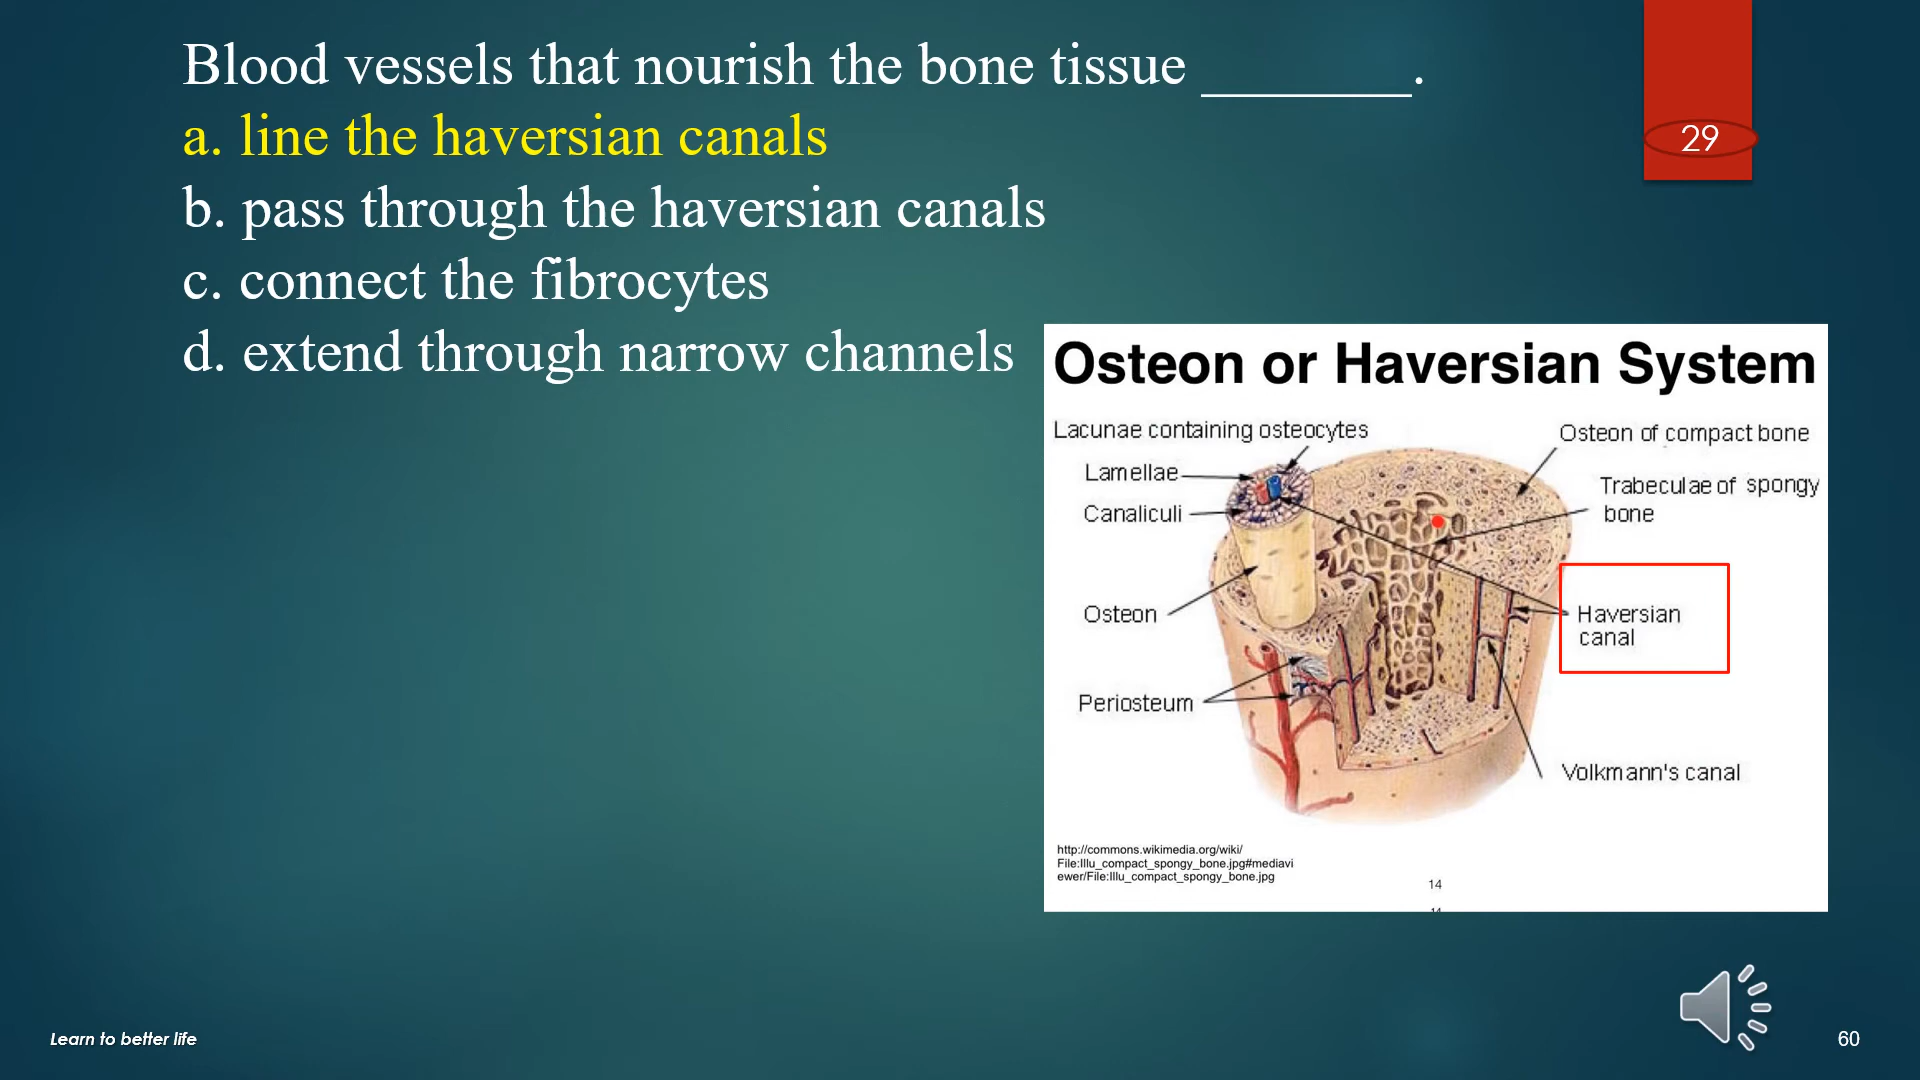 Blood vessels that nourish the bone tissue _______.
a. line the haversian canals
b. pass through the haversian canals
c. connect the fibrocytes
d. extend through narrow channels
29
Osteon or Haversian System
Lacunae containing osteocytes
Osteon of compact bone
Lamellae
Trabeculae of spongy
bone
Canaliculi
Osteon
Haversian
canal
Periosteum
Volkmann's canal
http://commons.wikimedia.org/wiki/
File:Illu_compact_spongy_bone.jpg#mediavi
ewer/File:Illu_compact_spongy_bone.jpg
14
Learn to better life
60